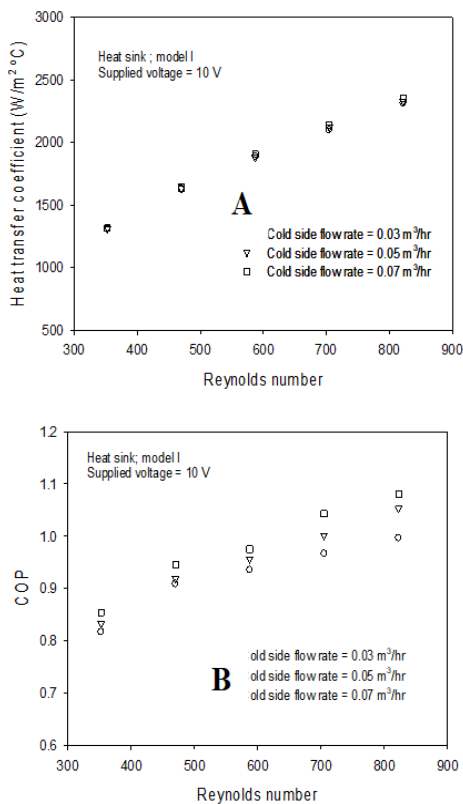 3000
Heat sink ; model I
Supplied voltage = 10 V
2500
2000
1500
1000
500
Heat transfer coefficient (W/m² ºC)
A
Cold side flow rate = 0.03 m³/hr
Cold side flow rate = 0.05 m³/hr
Cold side flow rate = 0.07 m³/hr
300 400 500 600 700 800 900
Reynolds number
1.2
Heat sink; model I
Supplied voltage = 10 V
1.1
1.0
0.9
0.8
0.7
0.6
COP
B
old side flow rate = 0.03 m³/hr
old side flow rate = 0.05 m³/hr
old side flow rate = 0.07 m³/hr
300 400 500 600 700 800 900
Reynolds number